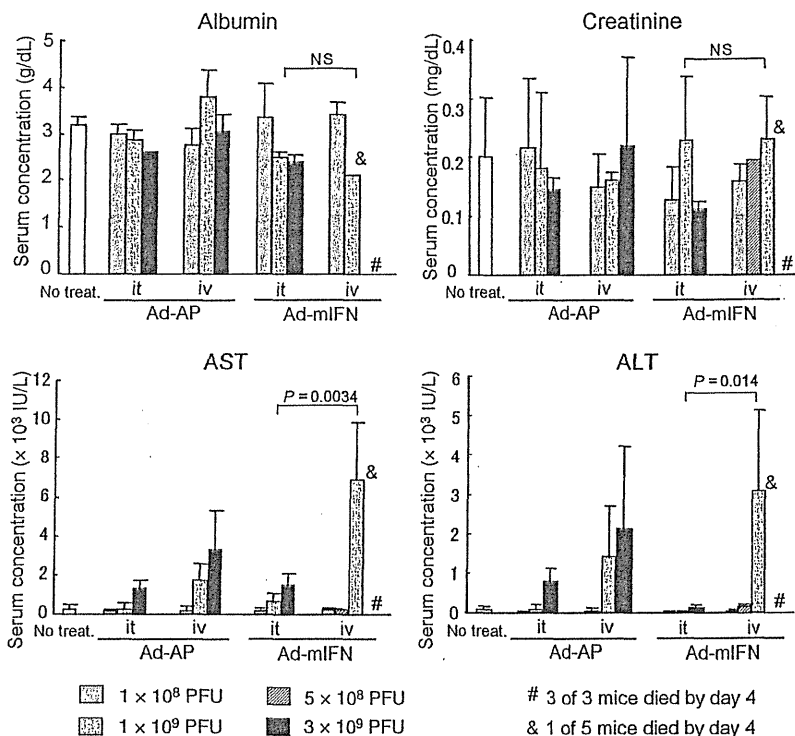 Albumin
Serum concentration (g/dL)
5
4
3
2
1
0
NS
&
#
No treat.
it
iv
it
iv
Ad-AP
Ad-mIFN
Creatinine
Serum concentration (mg/dL)
0,4
0.3
0.2
0.1
0
NS
&
#
No treat.
it
iv
it
iv
Ad-AP
Ad-mIFN
AST
Serum concentration (× 10³ IU/L)
12
10
8
6
4
2
0
P = 0.0034
&
#
No treat.
it
iv
it
iv
Ad-AP
Ad-mIFN
ALT
Serum concentration (× 10³ IU/L)
6
5
4
3
2
1
0
P = 0.014
&
#
No treat.
it
iv
it
iv
Ad-AP
Ad-mIFN
1 × 10⁸ PFU
5 × 10⁸ PFU
# 3 of 3 mice died by day 4
1 × 10⁹ PFU
3 × 10⁹ PFU
& 1 of 5 mice died by day 4